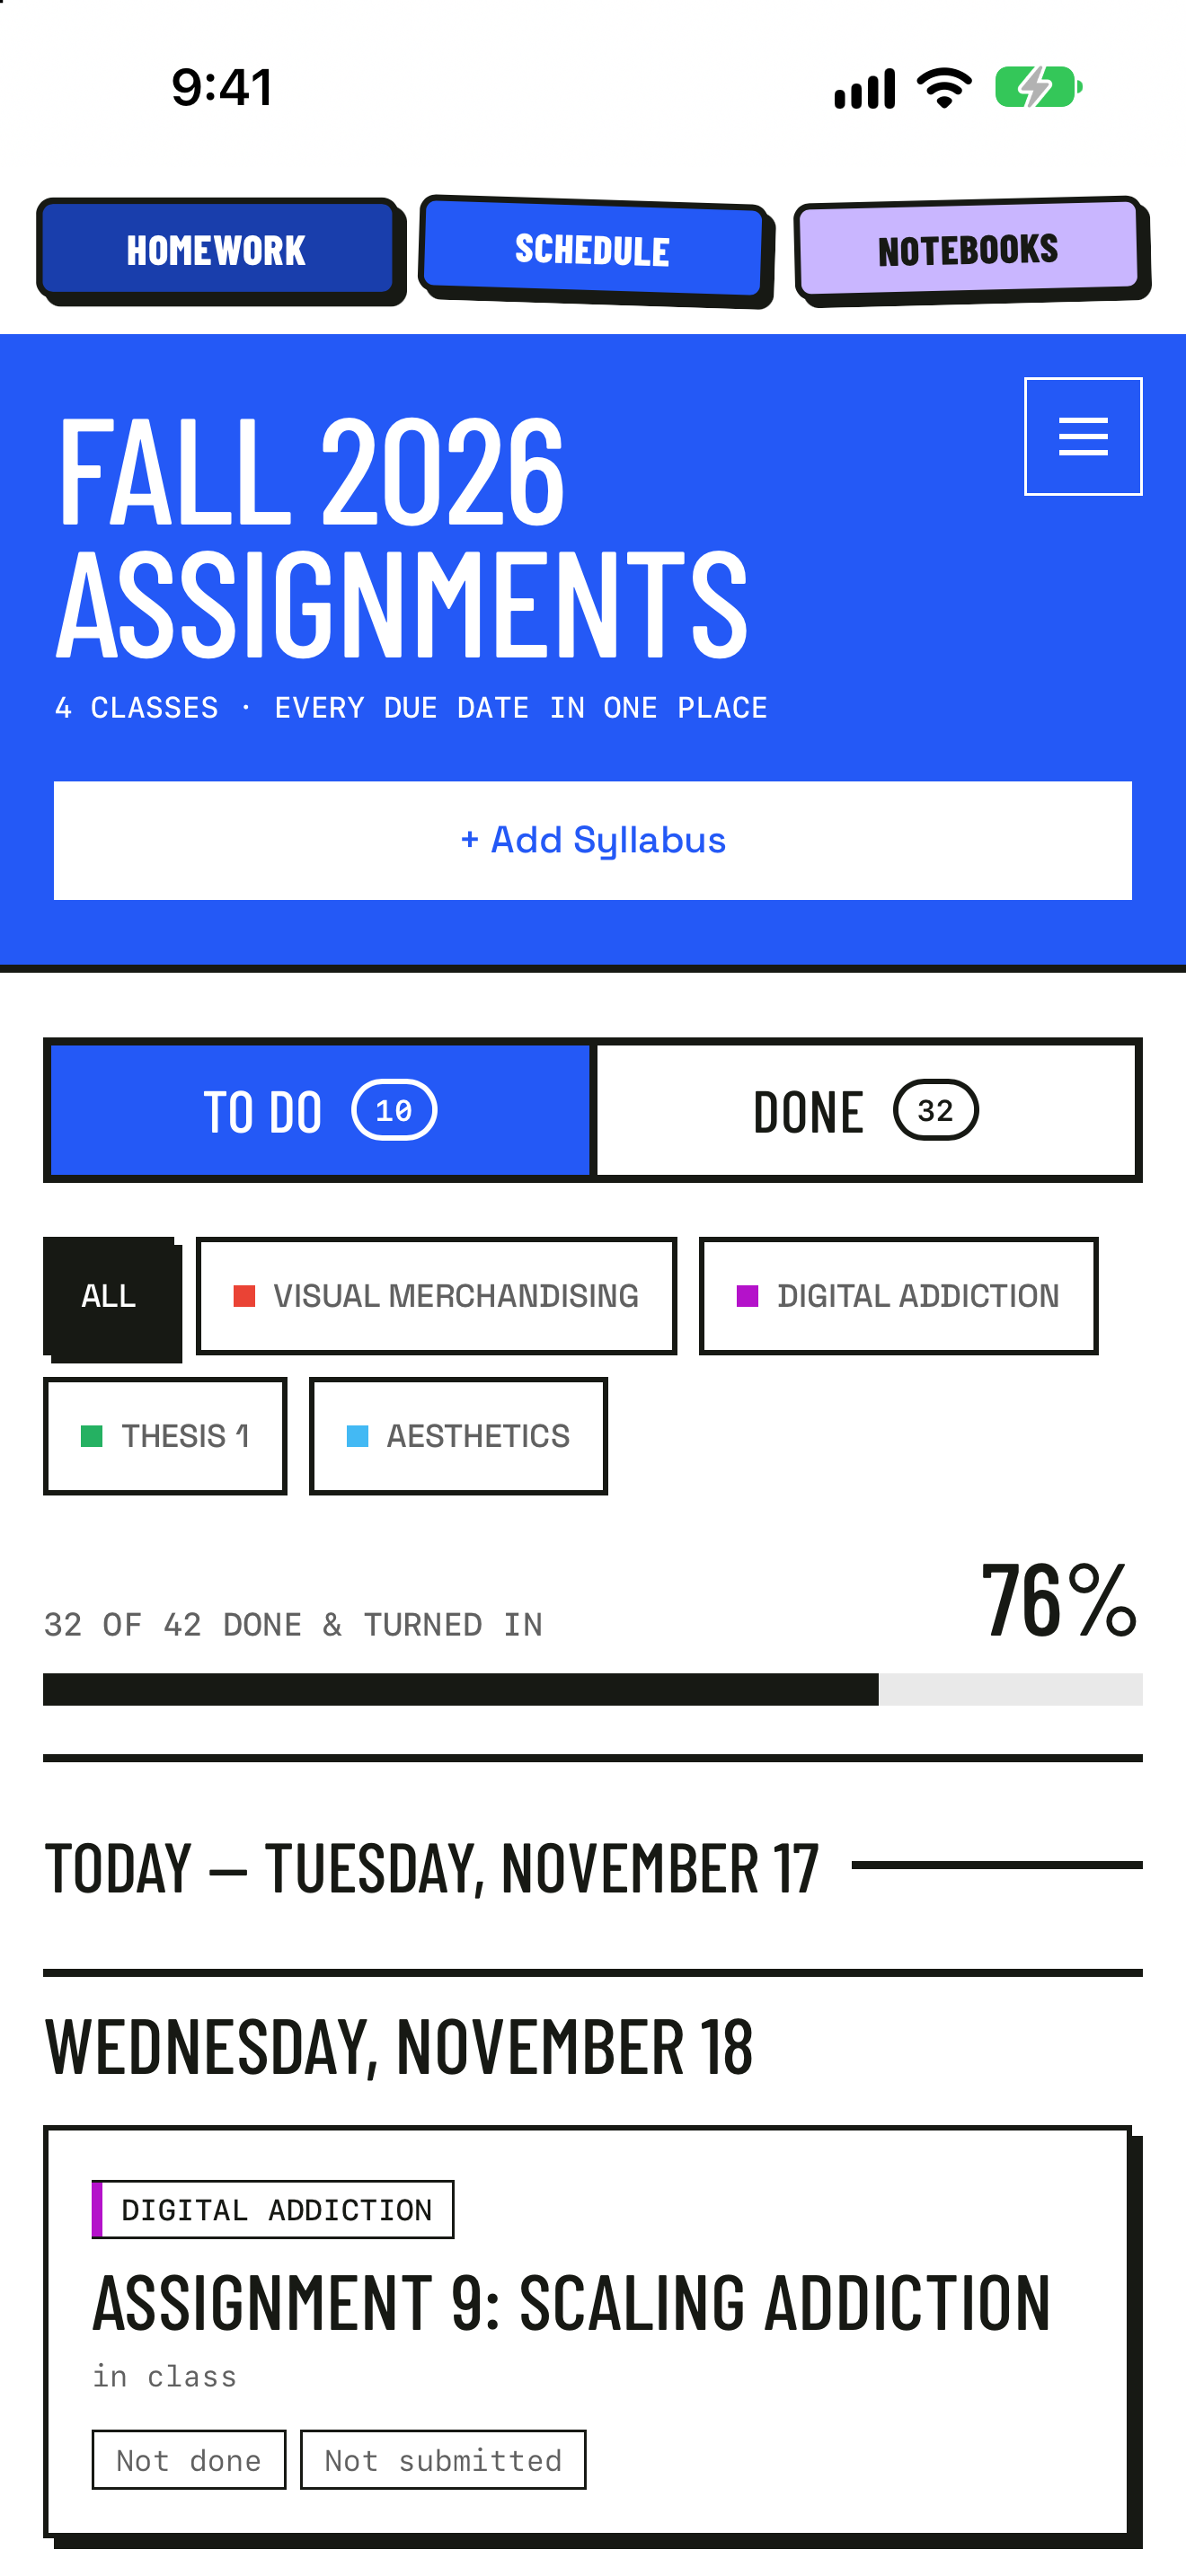 9:41
HOMEWORK SCHEDULE NOTEBOOKS
FALL 2026
ASSIGNMENTS
4 CLASSES · EVERY DUE DATE IN ONE PLACE
+ Add Syllabus
TO DO 10 DONE 32
ALL VISUAL MERCHANDISING DIGITAL ADDICTION
THESIS 1 AESTHETICS
32 OF 42 DONE & TURNED IN 76%
TODAY — TUESDAY, NOVEMBER 17
WEDNESDAY, NOVEMBER 18
DIGITAL ADDICTION
ASSIGNMENT 9: SCALING ADDICTION
in class
Not done Not submitted